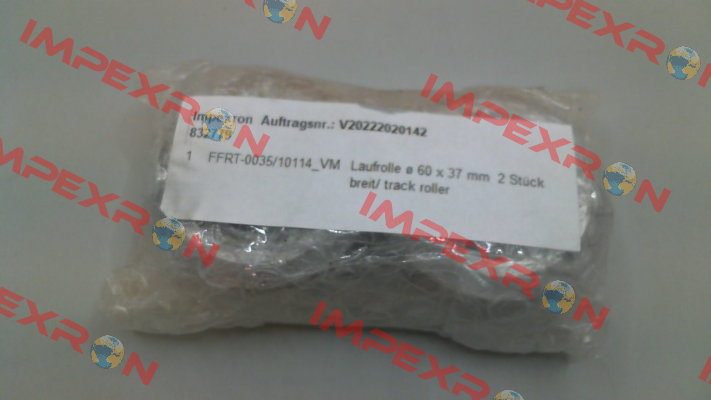 Impexron Auftragsnr.: V20222020142
832779
1 FFRT-0035/10114_VM Laufrolle ø 60 x 37 mm 2 Stück
breit/ track roller
IMPEXRON
IMPEXRON
IMPEXRON
IMPEXRON
IMPEXRON
IMPEXRON